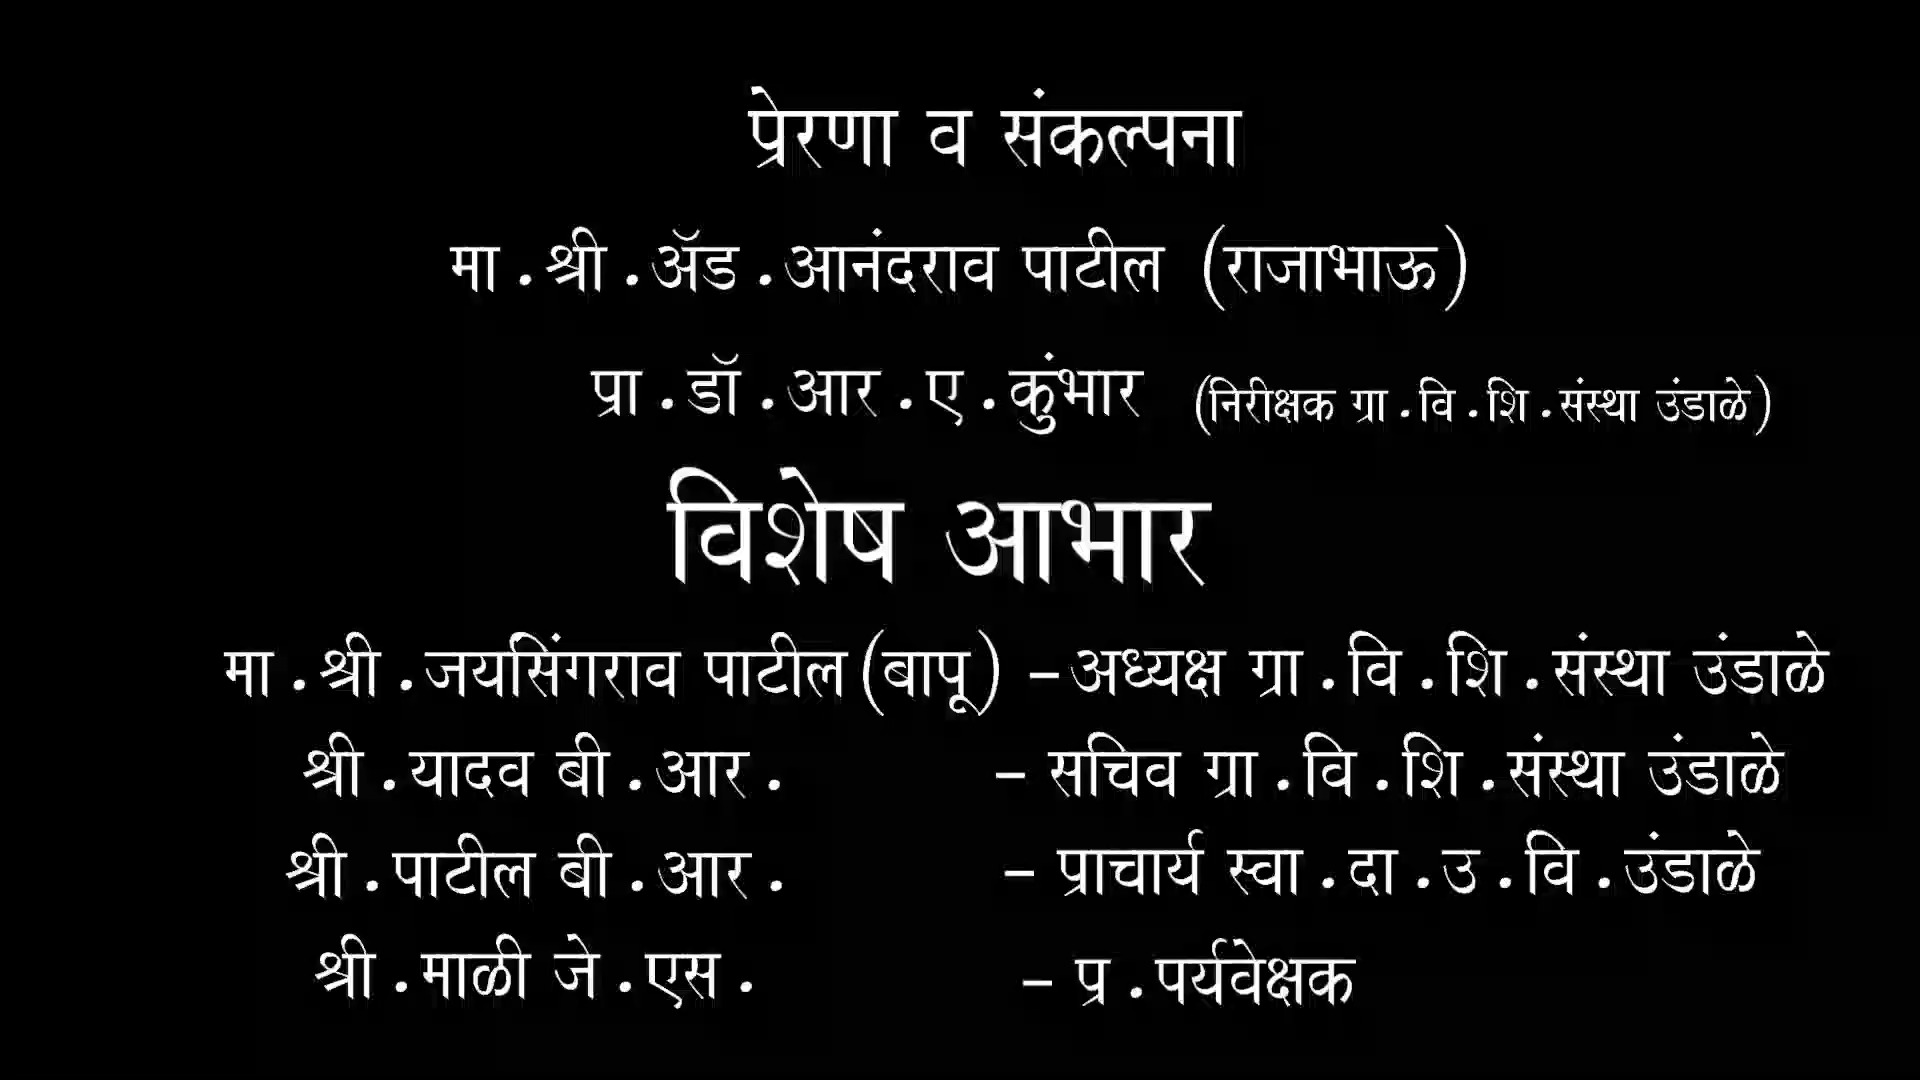 प्रेरणा व संकल्पना
मा.श्री.ॲड.आनंदराव पाटील (राजाभाऊ)
प्रा.डॉ.आर.ए.कुंभार (निरीक्षक ग्रा.वि.शि.संस्था उंडाळे)
विशेष आभार
मा.श्री.जयसिंगराव पाटील(बापू) -अध्यक्ष ग्रा.वि.शि.संस्था उंडाळे
श्री.यादव बी.आर. - सचिव ग्रा.वि.शि.संस्था उंडाळे
श्री.पाटील बी.आर. - प्राचार्य स्वा.दा.उ.वि.उंडाळे
श्री.माळी जे.एस. - प्र.पर्यवेक्षक